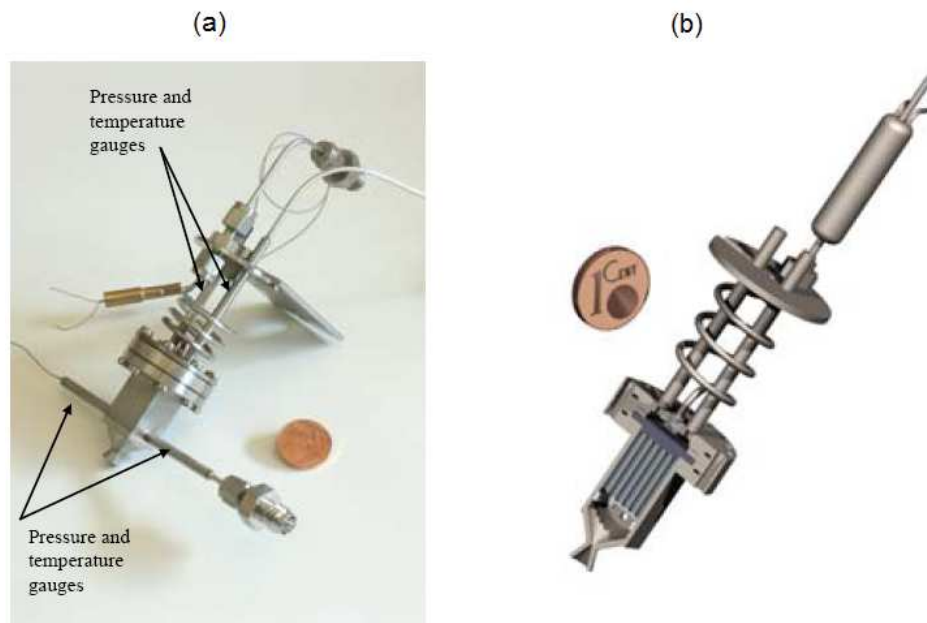 (a)
(b)
Pressure and
temperature
gauges
1 Cent
Pressure and
temperature
gauges